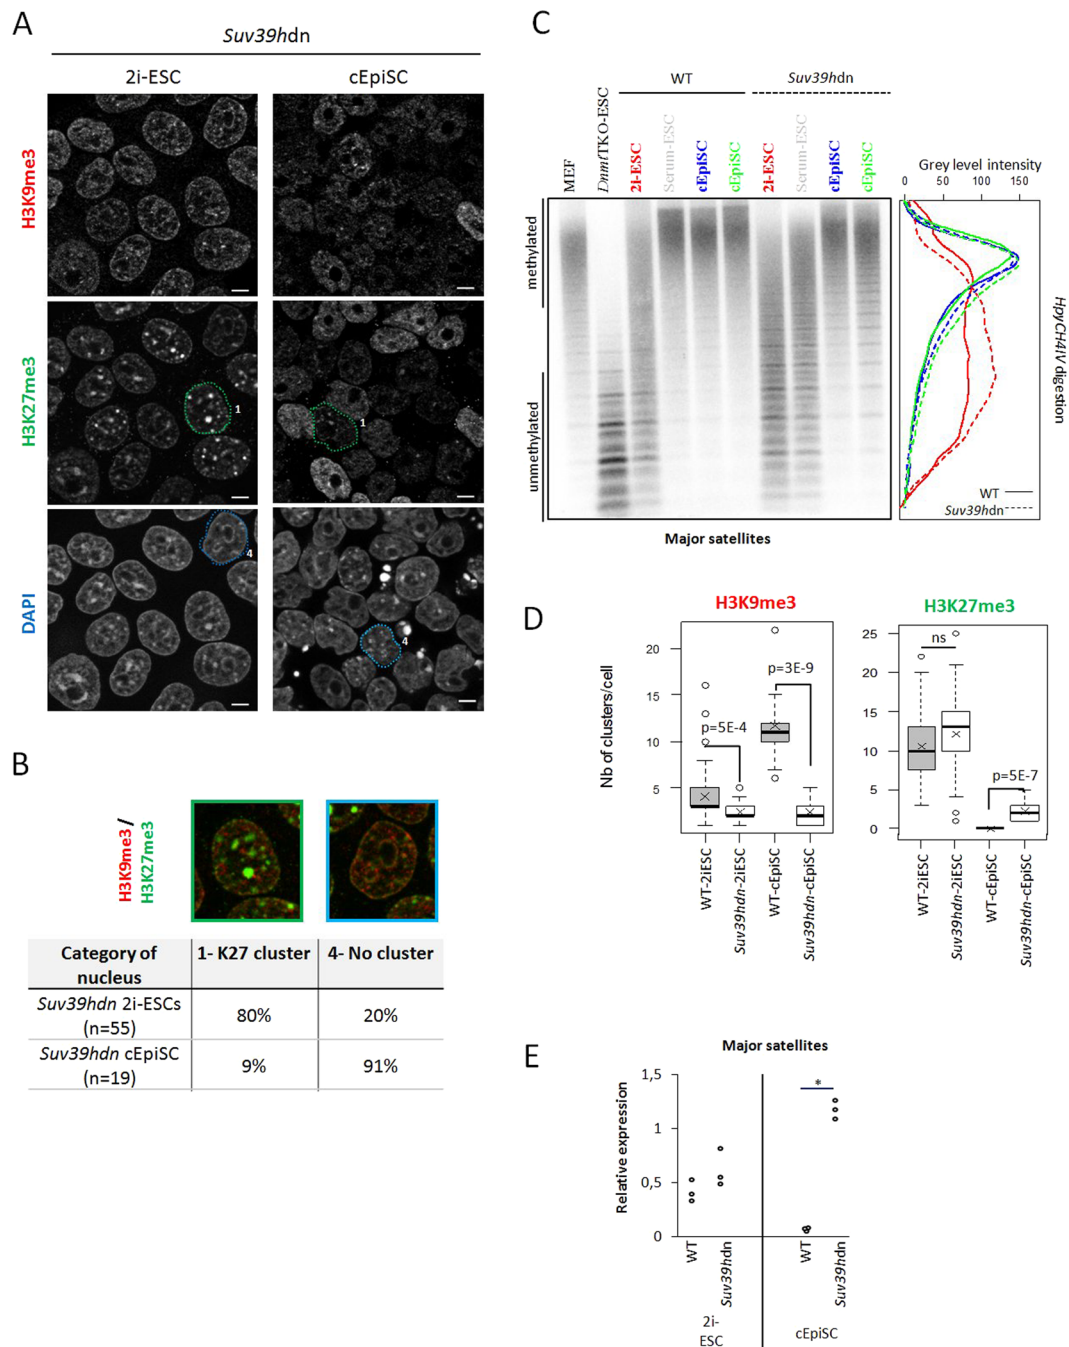 A
Suv39hdn
2i-ESC
cEpiSC
H3K9me3
H3K27me3
1
1
DAPI
4
4
B
H3K9me3/
H3K27me3
Category of nucleus
1- K27 cluster
4- No cluster
Suv39hdn 2i-ESCs
(n=55)
80%
20%
Suv39hdn cEpiSC
(n=19)
9%
91%
C
WT
Suv39hdn
MEF
DnmtTKO-ESC
2i-ESC
Serum-ESC
cEpiSC
cEpiSC
2i-ESC
Serum-ESC
cEpiSC
cEpiSC
methylated
unmethylated
Major satellites
Grey level intensity
0 50 100 150
HpyCH4IV digestion
WT
Suv39hdn
D
H3K9me3
Nb of clusters/cell
20
15
10
5
p=5E-4
p=3E-9
WT-2iESC
Suv39hdn-2iESC
WT-cEpiSC
Suv39hdn-cEpiSC
H3K27me3
25
20
15
10
5
0
ns
p=5E-7
WT-2iESC
Suv39hdn-2iESC
WT-cEpiSC
Suv39hdn-cEpiSC
E
Major satellites
Relative expression
1,5
1
0,5
0
*
WT
Suv39hdn
WT
Suv39hdn
2i-
ESC
cEpiSC